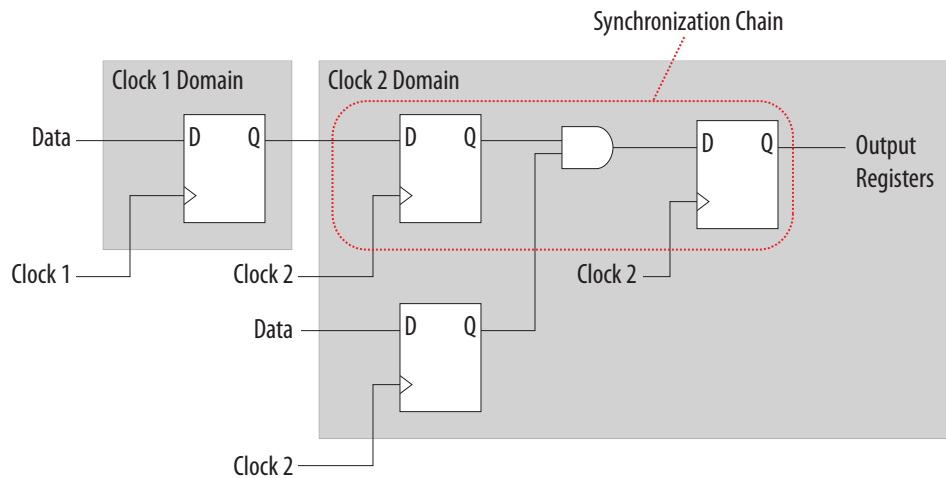 Synchronization Chain
Clock 1 Domain
Clock 2 Domain
Data
D Q
D Q
D Q
Output
Registers
Clock 1
Clock 2
Clock 2
Data
D Q
Clock 2